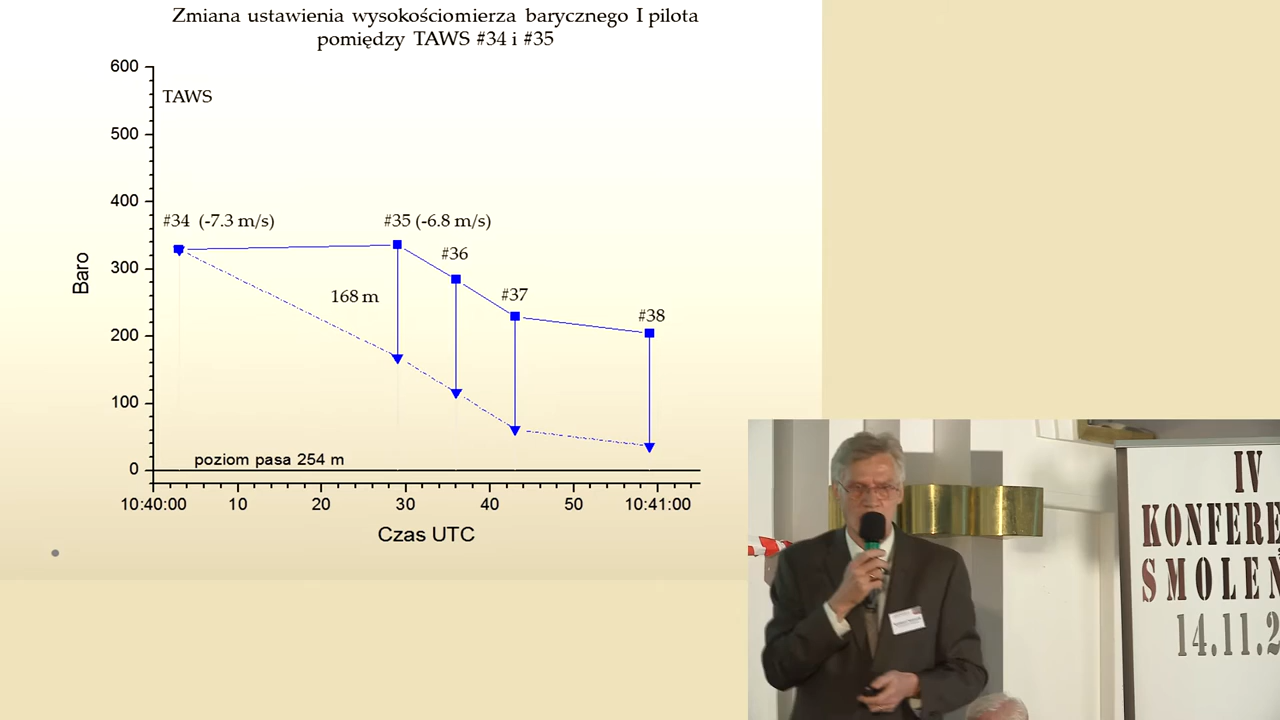 Zmiana ustawienia wysokościomierza barycznego I pilota
pomiędzy TAWS #34 i #35
600
TAWS
500
400
#34 (-7.3 m/s)
#35 (-6.8 m/s)
#36
300
Baro
168 m
#37
#38
200
100
poziom pasa 254 m
0
10:40:00 10 20 30 40 50 10:41:00
Czas UTC
IV
KONFERE
SMOLEN
14.11.2